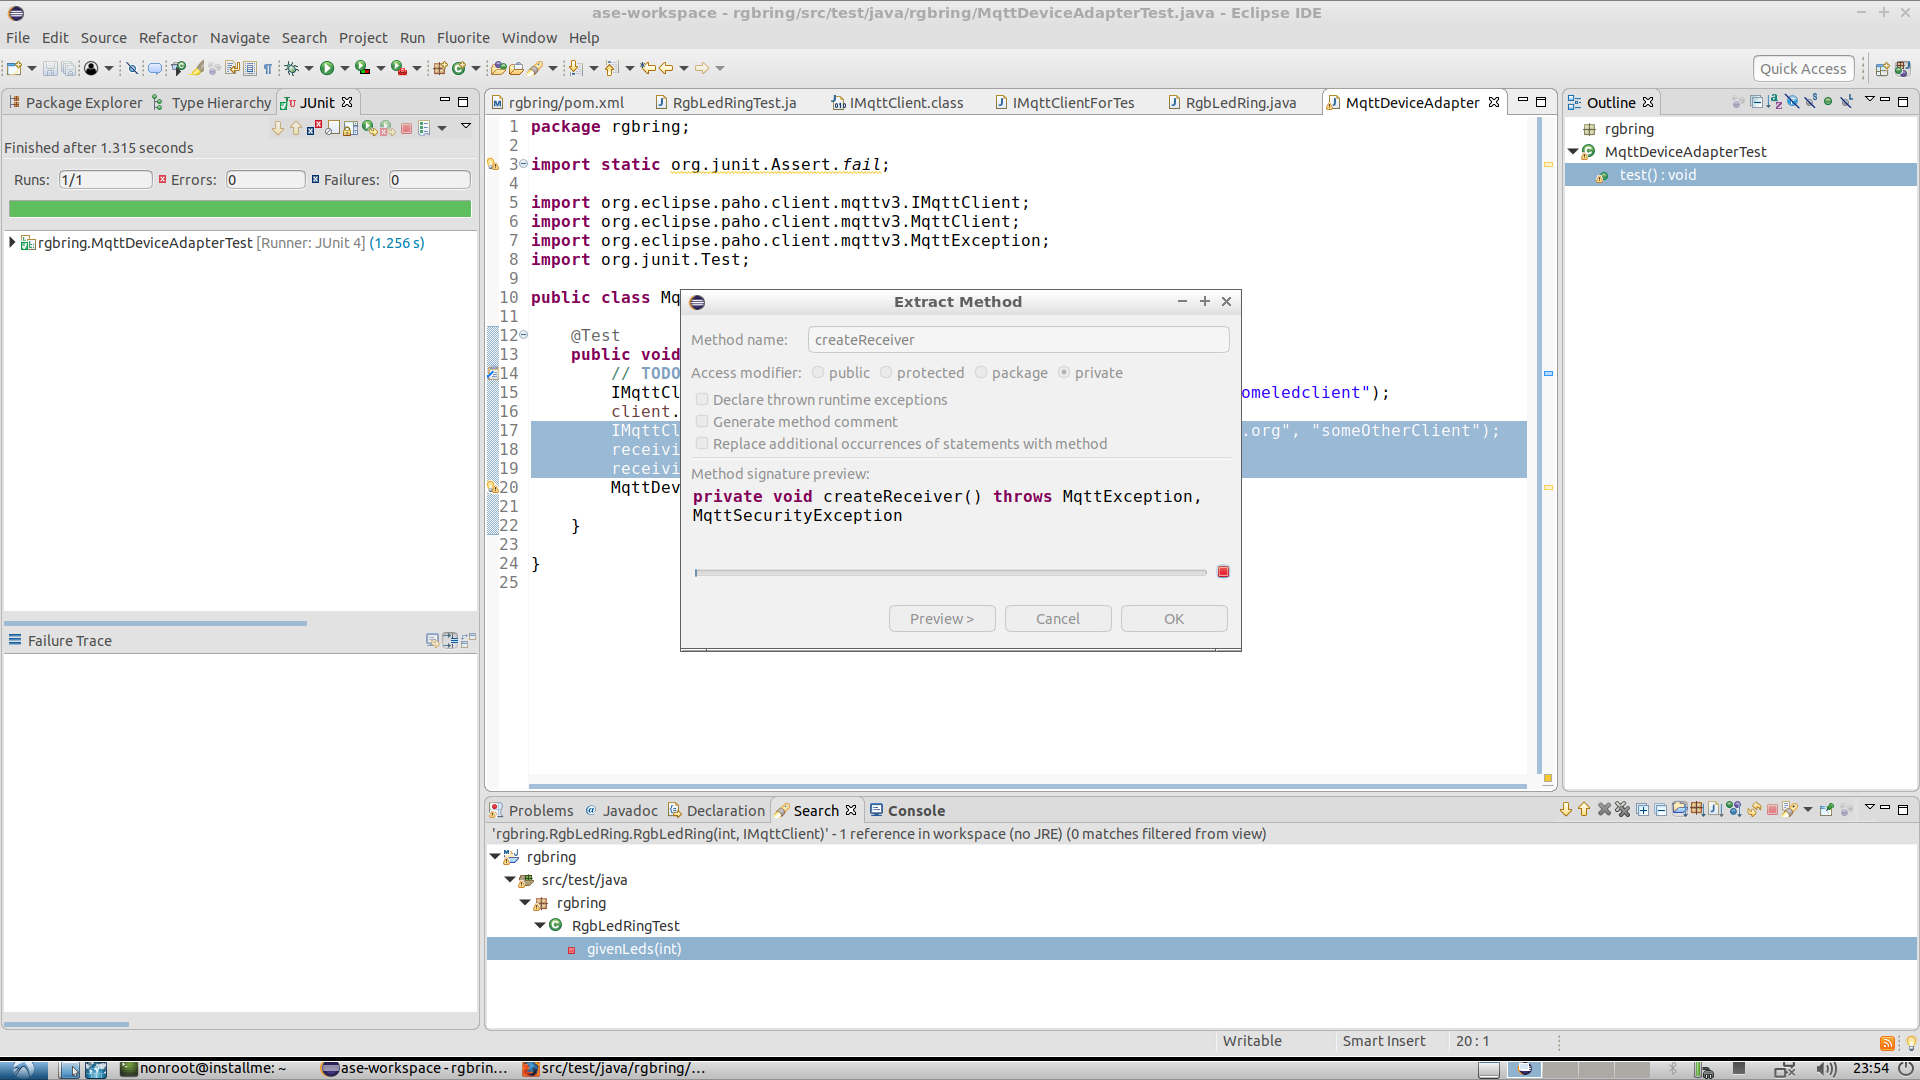 ase-workspace - rgbring/src/test/java/rgbring/MqttDeviceAdapterTest.java - Eclipse IDE
File Edit Source Refactor Navigate Search Project Run Fluorite Window Help
Quick Access
Package Explorer Type Hierarchy JUnit
Finished after 1.315 seconds
Runs: 1/1 Errors: 0 Failures: 0
rgbring.MqttDeviceAdapterTest [Runner: JUnit 4] (1.256 s)
Failure Trace
rgbring/pom.xml RgbLedRingTest.ja IMqttClient.class IMqttClientForTes RgbLedRing.java MqttDeviceAdapter
1 package rgbring;
2
3 import static org.junit.Assert.fail;
4
5 import org.eclipse.paho.client.mqttv3.IMqttClient;
6 import org.eclipse.paho.client.mqttv3.MqttClient;
7 import org.eclipse.paho.client.mqttv3.MqttException;
8 import org.junit.Test;
9
10 public class Mq
11
12 @Test
13 public void
14 // TODO
15 IMqttCl omeledclient");
16 client.
17 IMqttCl .org", "someOtherClient");
18 receivi
19 receivi
20 MqttDev
21
22 }
23
24 }
25
Extract Method
Method name: createReceiver
Access modifier: public protected package private
Declare thrown runtime exceptions
Generate method comment
Replace additional occurrences of statements with method
Method signature preview:
private void createReceiver() throws MqttException,
MqttSecurityException
Preview > Cancel OK
Outline
rgbring
MqttDeviceAdapterTest
test() : void
Problems @ Javadoc Declaration Search Console
'rgbring.RgbLedRing.RgbLedRing(int, IMqttClient)' - 1 reference in workspace (no JRE) (0 matches filtered from view)
rgbring
src/test/java
rgbring
RgbLedRingTest
givenLeds(int)
Writable Smart Insert 20 : 1
nonroot@installme: ~ ase-workspace - rgbrin... src/test/java/rgbring/... 23:54